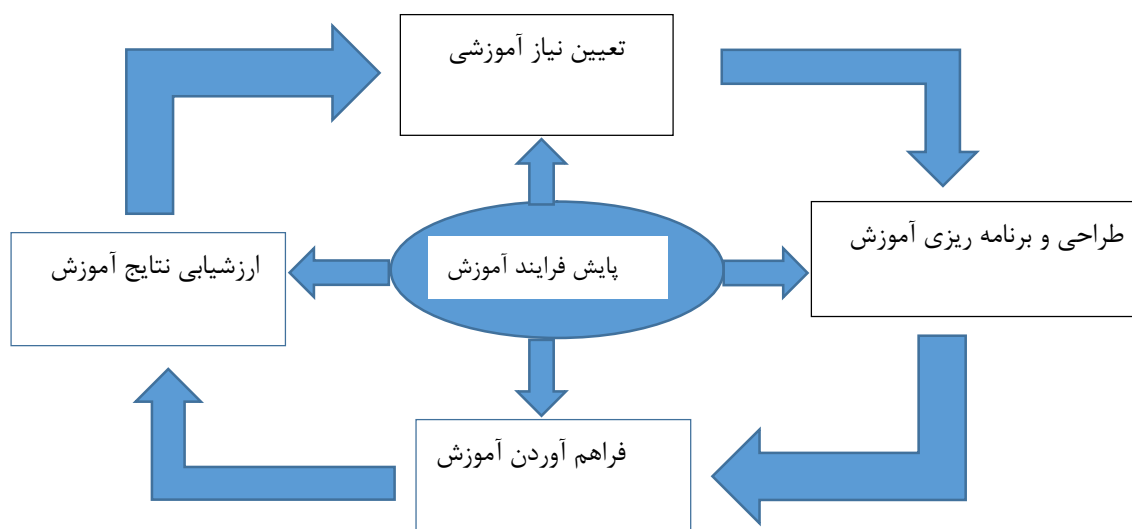 تعیین نیاز آموزشی
طراحی و برنامه ریزی آموزش
ارزشیابی نتایج آموزش
پایش فرایند آموزش
فراهم آوردن آموزش